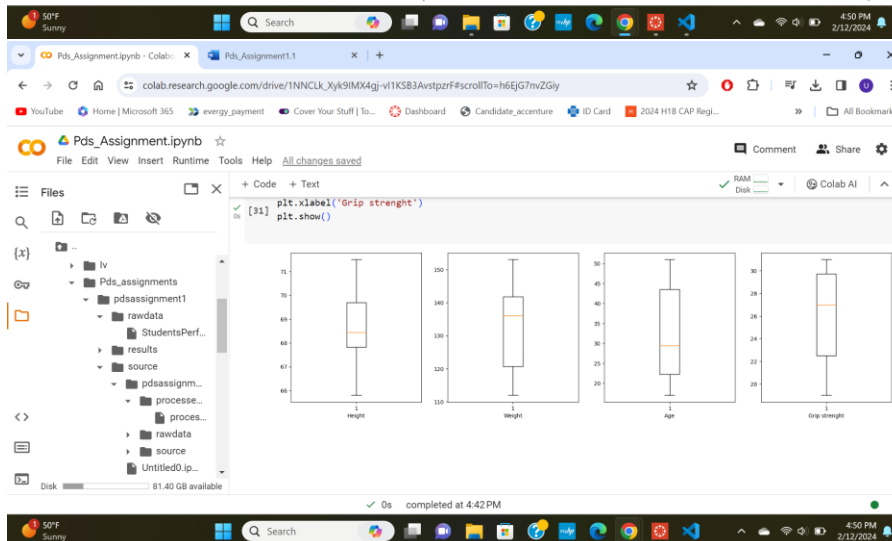 50°F
Sunny
Search
4:50 PM
2/12/2024
Pds_Assignment.ipynb - Colabo
Pds_Assignment1.1
colab.research.google.com/drive/1NNCLk_Xyk9IMX4gj-vI1KSB3AvstpzrF#scrollTo=h6EjG7nvZGiy
YouTube Home | Microsoft 365 evergy_payment Cover Your Stuff | To... Dashboard Candidate_accenture ID Card 2024 H1B CAP Regi... » All Bookmark
CO Pds_Assignment.ipynb
File Edit View Insert Runtime Tools Help All changes saved
Comment Share
Files
+ Code + Text
RAM
Disk
Colab AI
[31] plt.xlabel('Grip strenght')
0s plt.show()
{x}
..
lv
Pds_assignments
pdsassignment1
rawdata
StudentsPerf...
results
source
pdsassignm...
processe...
proces...
rawdata
source
Untitled0.ip...
Disk 81.40 GB available
71
70
69
68
67
66
1
Height
150
140
130
120
110
1
Weight
50
45
40
35
30
25
20
1
Age
30
28
26
24
22
20
1
Grip strenght
0s completed at 4:42 PM
50°F
Sunny
Search
4:50 PM
2/12/2024